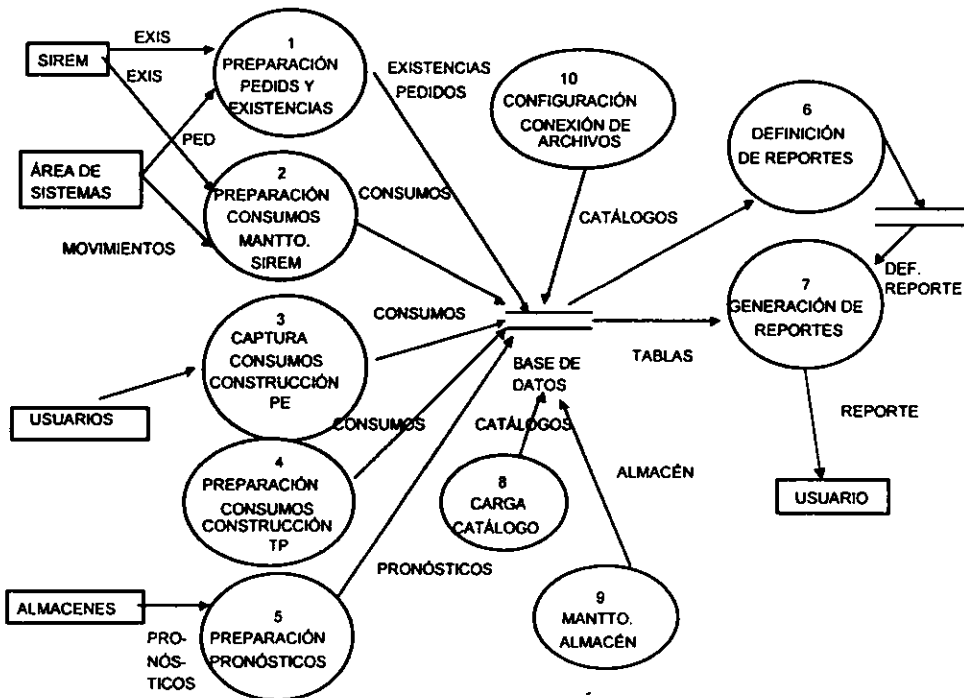 EXIS
SIREM
EXIS
1
PREPARACIÓN
PEDIDS Y
EXISTENCIAS
EXISTENCIAS
PEDIDOS
10
CONFIGURACIÓN
CONEXIÓN DE
ARCHIVOS
6
DEFINICIÓN
DE REPORTES
PED
ÁREA DE
SISTEMAS
2
PREPARACIÓN
CONSUMOS
MANTTO.
SIREM
CONSUMOS
CATÁLOGOS
MOVIMIENTOS
DEF.
REPORTE
7
GENERACIÓN DE
REPORTES
3
CAPTURA
CONSUMOS
CONSTRUCCIÓN
PE
CONSUMOS
BASE DE
DATOS
TABLAS
USUARIOS
CONSUMOS
CATÁLOGOS
REPORTE
4
PREPARACIÓN
CONSUMOS
CONSTRUCCIÓN
TP
8
CARGA
CATÁLOGO
ALMACÉN
USUARIO
PRONÓSTICOS
ALMACENES
PRO-
NÓS-
TICOS
5
PREPARACIÓN
PRONÓSTICOS
9
MANTTO.
ALMACÉN